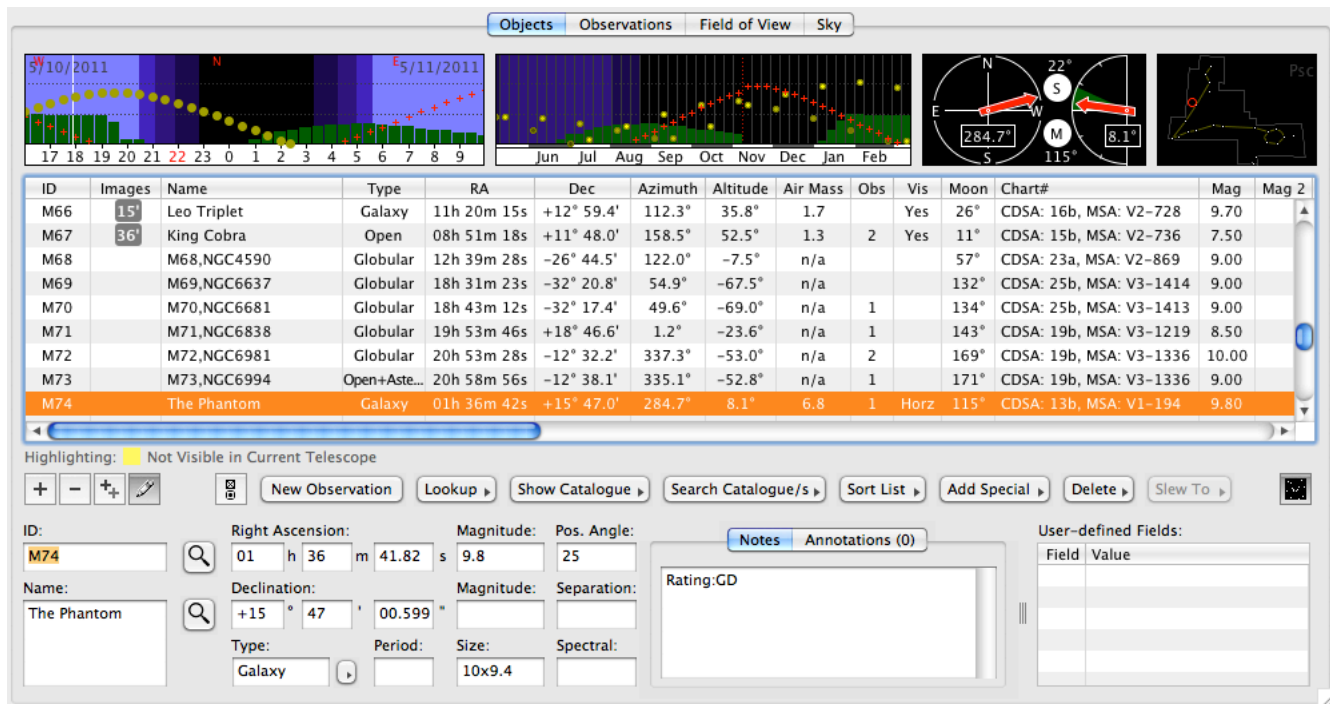 Objects Observations Field of View Sky
5/10/2011 W N E 5/11/2011
17 18 19 20 21 22 23 0 1 2 3 4 5 6 7 8 9
Jun Jul Aug Sep Oct Nov Dec Jan Feb
N E W S 284.7°
22° S M 115° 8.1°
Psc
ID Images Name Type RA Dec Azimuth Altitude Air Mass Obs Vis Moon Chart# Mag Mag 2
M66 15' Leo Triplet Galaxy 11h 20m 15s +12° 59.4' 112.3° 35.8° 1.7 Yes 26° CDSA: 16b, MSA: V2-728 9.70
M67 36' King Cobra Open 08h 51m 18s +11° 48.0' 158.5° 52.5° 1.3 2 Yes 11° CDSA: 15b, MSA: V2-736 7.50
M68 M68,NGC4590 Globular 12h 39m 28s -26° 44.5' 122.0° -7.5° n/a 57° CDSA: 23a, MSA: V2-869 9.00
M69 M69,NGC6637 Globular 18h 31m 23s -32° 20.8' 54.9° -67.5° n/a 132° CDSA: 25b, MSA: V3-1414 9.00
M70 M70,NGC6681 Globular 18h 43m 12s -32° 17.4' 49.6° -69.0° n/a 1 134° CDSA: 25b, MSA: V3-1413 9.00
M71 M71,NGC6838 Globular 19h 53m 46s +18° 46.6' 1.2° -23.6° n/a 1 143° CDSA: 19b, MSA: V3-1219 8.50
M72 M72,NGC6981 Globular 20h 53m 28s -12° 32.2' 337.3° -53.0° n/a 2 169° CDSA: 19b, MSA: V3-1336 10.00
M73 M73,NGC6994 Open+Aste... 20h 58m 56s -12° 38.1' 335.1° -52.8° n/a 1 171° CDSA: 19b, MSA: V3-1336 9.00
M74 The Phantom Galaxy 01h 36m 42s +15° 47.0' 284.7° 8.1° 6.8 1 Horz 115° CDSA: 13b, MSA: V1-194 9.80
Highlighting: Not Visible in Current Telescope
New Observation Lookup Show Catalogue Search Catalogue/s Sort List Add Special Delete Slew To
ID: Right Ascension: Magnitude: Pos. Angle: Notes Annotations (0) User-defined Fields:
M74 01 h 36 m 41.82 s 9.8 25 Field Value
Name: Declination: Magnitude: Separation: Rating:GD
The Phantom +15 ° 47 ' 00.599 "
Type: Period: Size: Spectral:
Galaxy 10x9.4